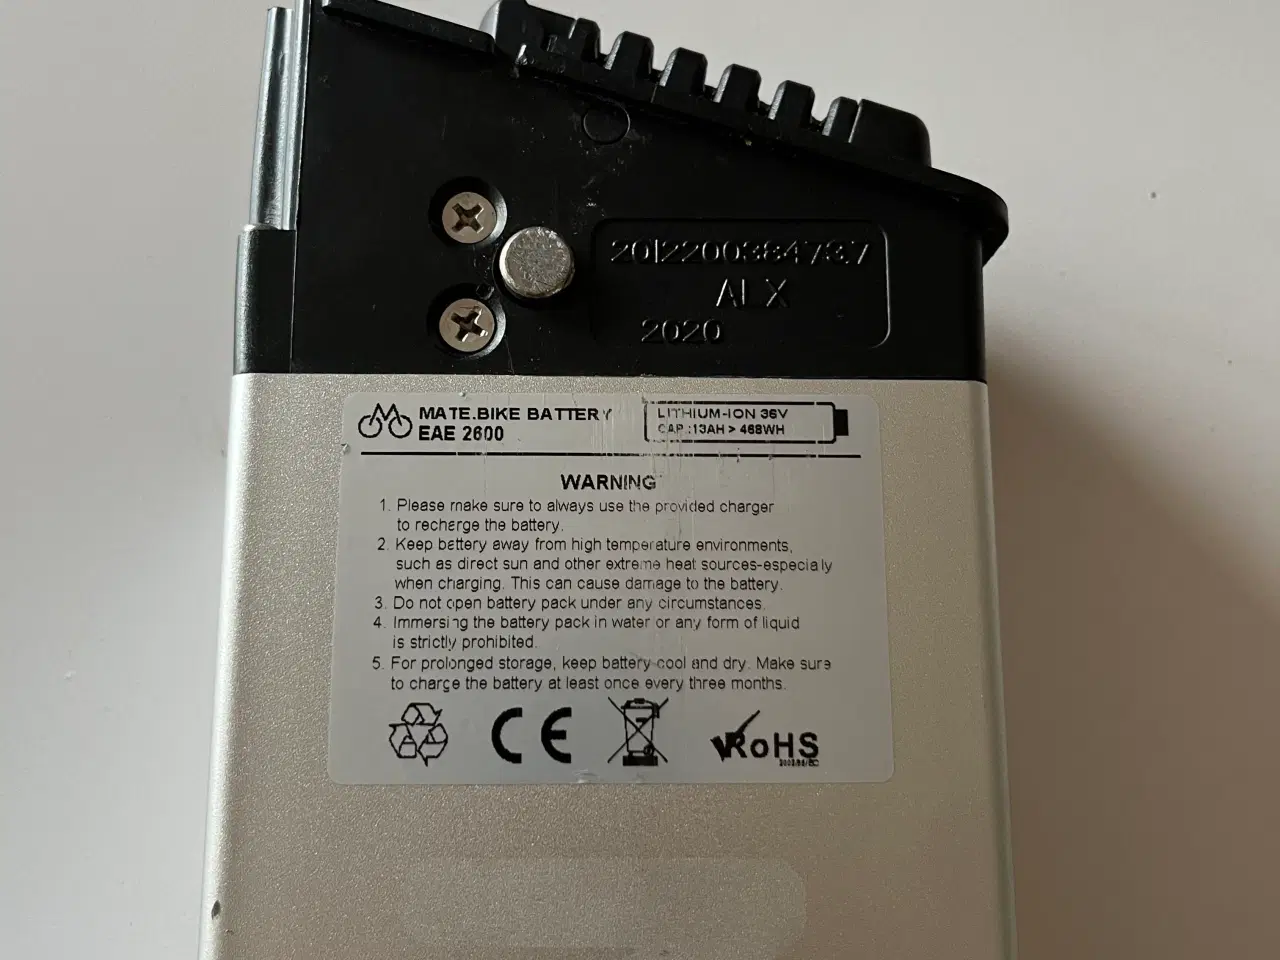 201220038473.7
ALX
2020
MATE.BIKE BATTERY
EAE 2600
LITHIUM-ION 36V
CAP.:13AH > 468WH
WARNING
1. Please make sure to always use the provided charger
to recharge the battery.
2. Keep battery away from high temperature environments,
such as direct sun and other extreme heat sources-especially
when charging. This can cause damage to the battery.
3. Do not open battery pack under any circumstances.
4. Immersing the battery pack in water or any form of liquid
is strictly prohibited.
5. For prolonged storage, keep battery cool and dry. Make sure
to charge the battery at least once every three months.
CE
RoHS
2002/95/EC